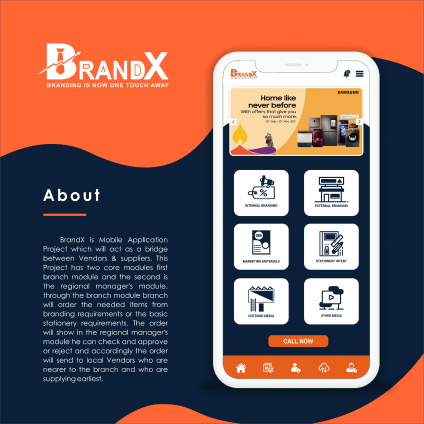 BRANDX
BRANDING IS NOW ONE TOUCH AWAY
About
BrandX is Mobile Application
Project which will act as a bridge
between Vendors & suppliers. This
Project has two core modules first
branch module and the second is
the regional manager's module.
through the branch module branch
will order the needed items from
branding requirements or the basic
stationery requirements. The order
will show in the regional manager's
module he can check and approve
or reject and accordingly the order
will send to local Vendors who are
nearer to the branch and who are
supplying earliest.
BRANDX
SAMSUNG
Home like
never before
With offers that give you
so much more.
INTERNAL BRANDING
EXTERNAL BRANDING
MARKETING MATERIALS
STATIONERY INTENT
OUTDOOR MEDIA
OTHER MEDIA
CALL NOW